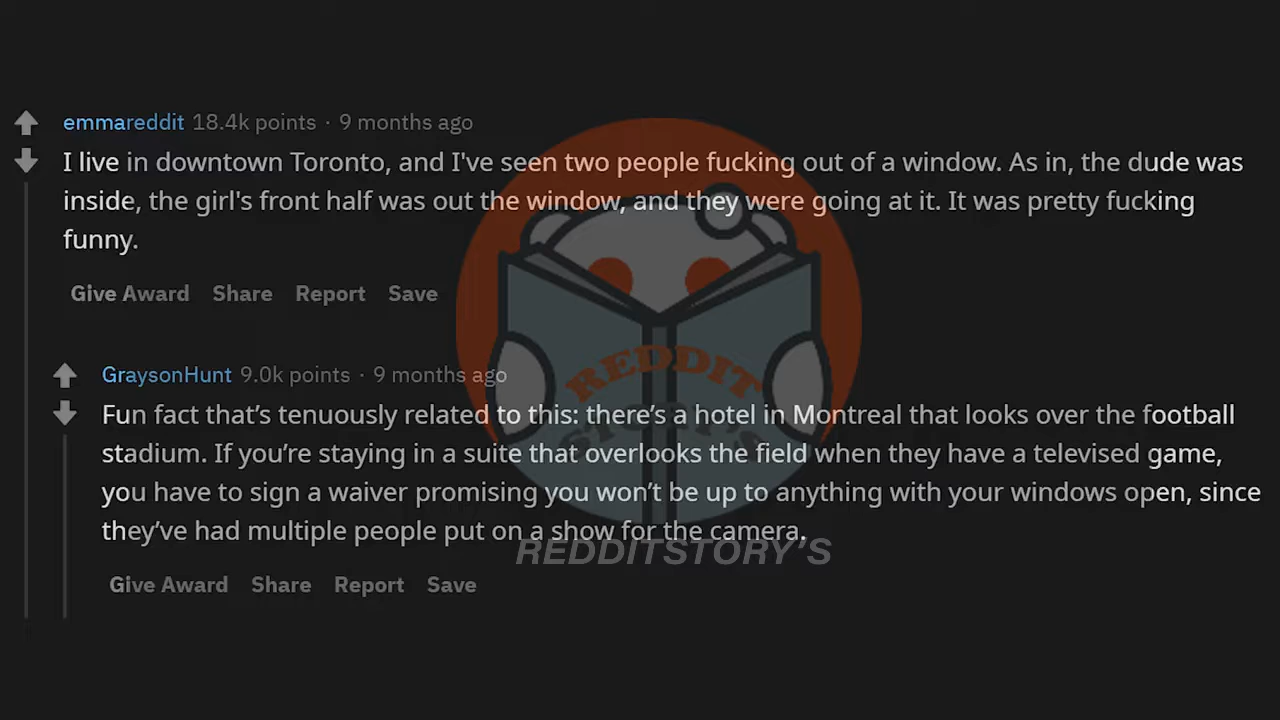 emmareddit 18.4k points · 9 months ago
I live in downtown Toronto, and I've seen two people fucking out of a window. As in, the dude was
inside, the girl's front half was out the window, and they were going at it. It was pretty fucking
funny.
Give Award Share Report Save
GraysonHunt 9.0k points · 9 months ago
Fun fact that’s tenuously related to this: there’s a hotel in Montreal that looks over the football
stadium. If you’re staying in a suite that overlooks the field when they have a televised game,
you have to sign a waiver promising you won’t be up to anything with your windows open, since
they’ve had multiple people put on a show for the camera.
Give Award Share Report Save
REDDIT
STORY'S
REDDITSTORY'S